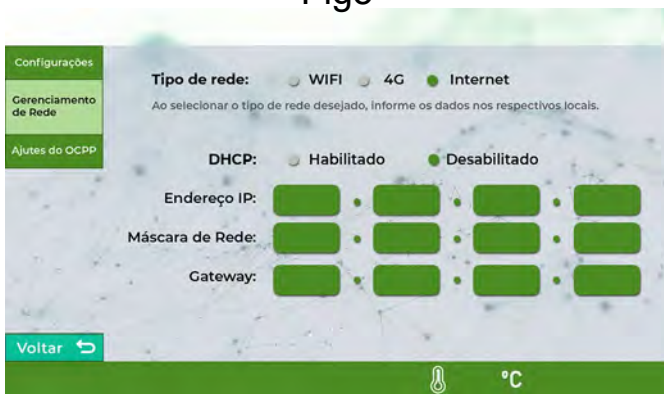 Configurações
Gerenciamento
de Rede
Ajustes do OCPP
Tipo de rede: WIFI 4G Internet
Ao selecionar o tipo de rede desejado, informe os dados nos respectivos locais.
DHCP: Habilitado Desabilitado
Endereço IP:
Máscara de Rede:
Gateway:
Voltar
°C